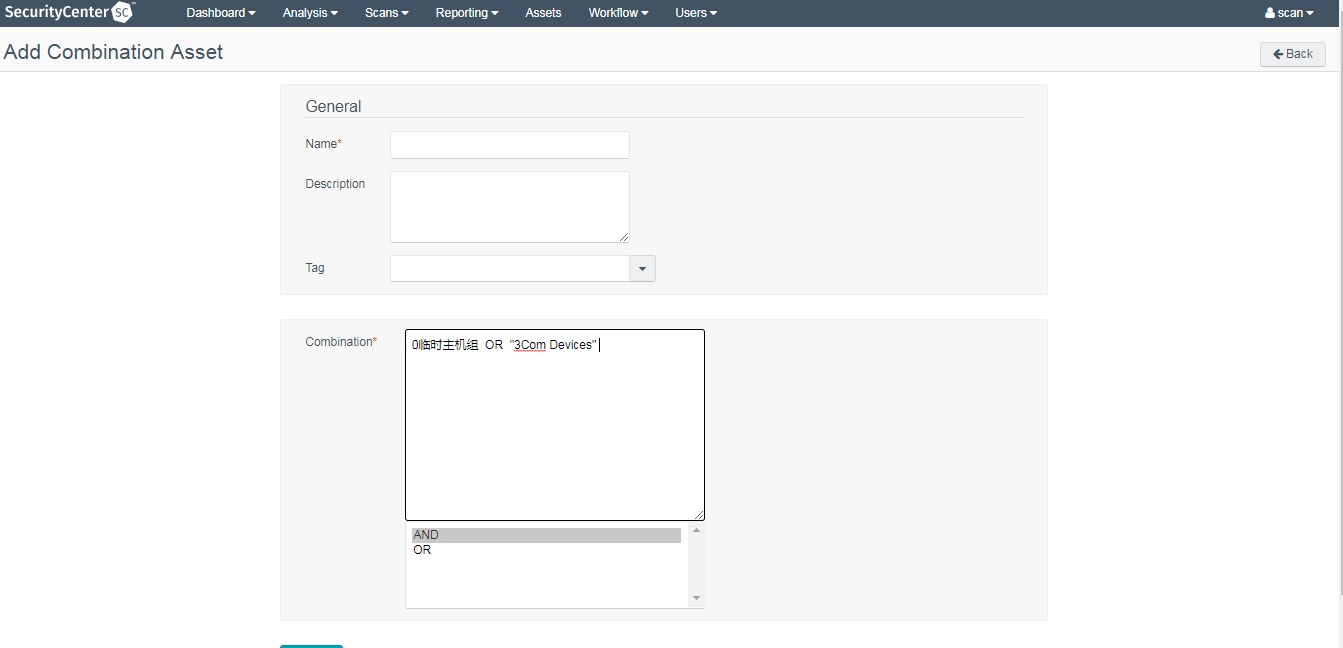 SecurityCenter SC
Dashboard Analysis Scans Reporting Assets Workflow Users scan
Add Combination Asset
Back
General
Name*
Description
Tag
Combination*
0临时主机组 OR "3Com Devices"
AND
OR